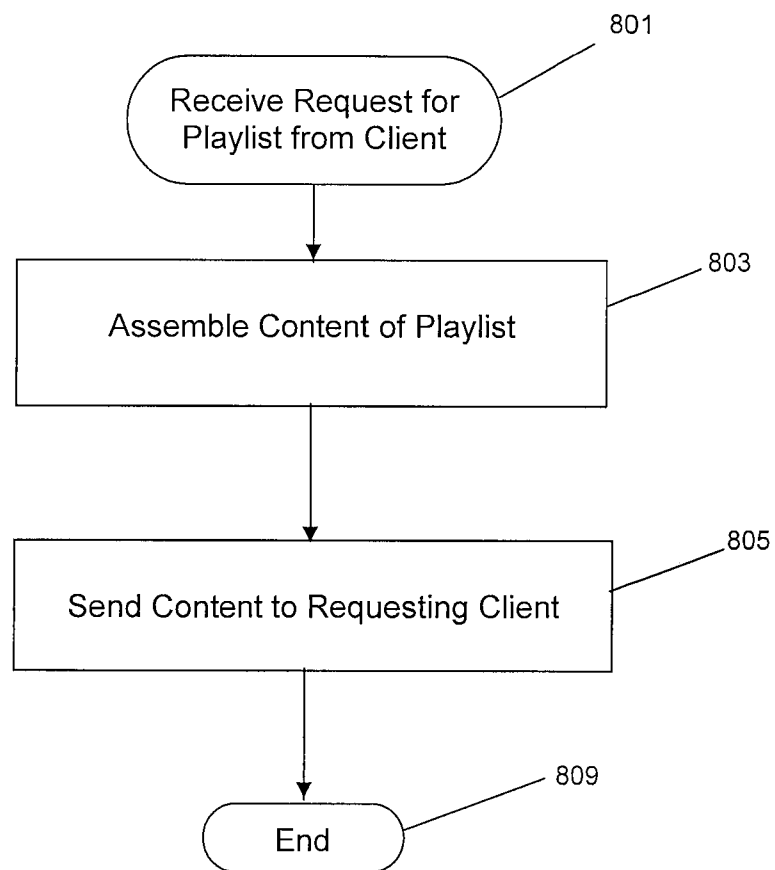 801
Receive Request for
Playlist from Client
803
Assemble Content of Playlist
805
Send Content to Requesting Client
809
End